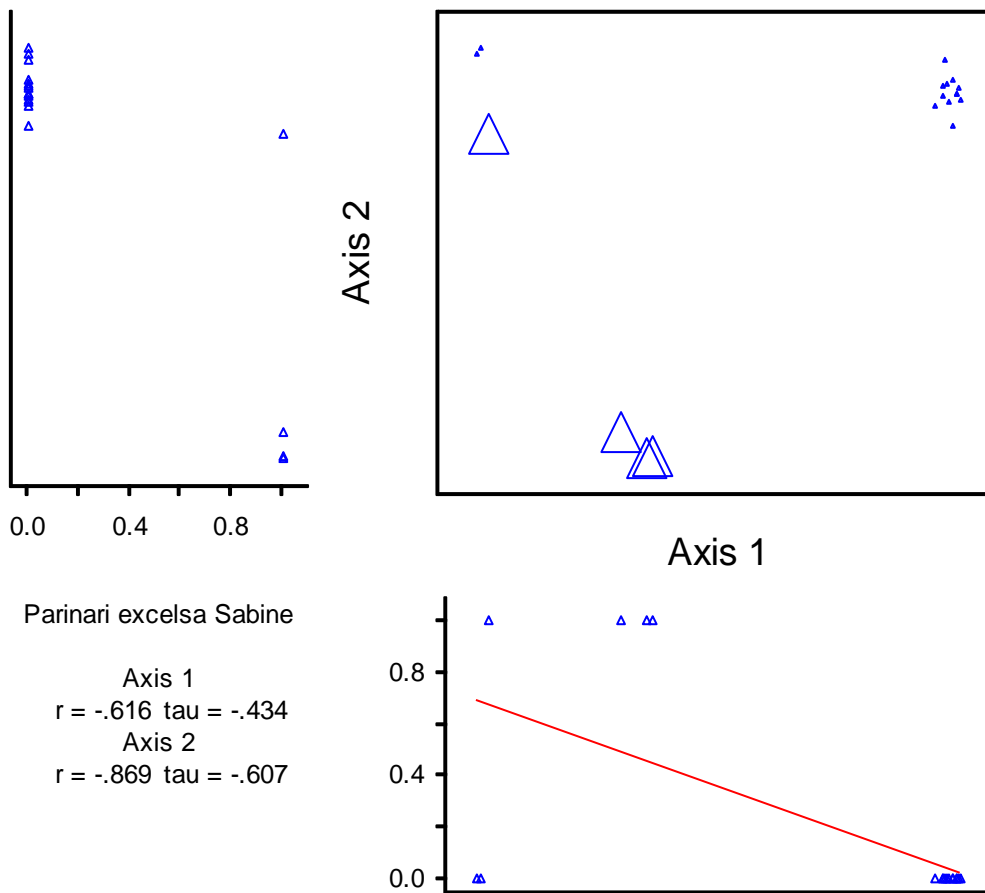 Axis 2
0.0 0.4 0.8
Axis 1
Parinari excelsa Sabine
Axis 1
r = -.616 tau = -.434
Axis 2
r = -.869 tau = -.607
0.8
0.4
0.0